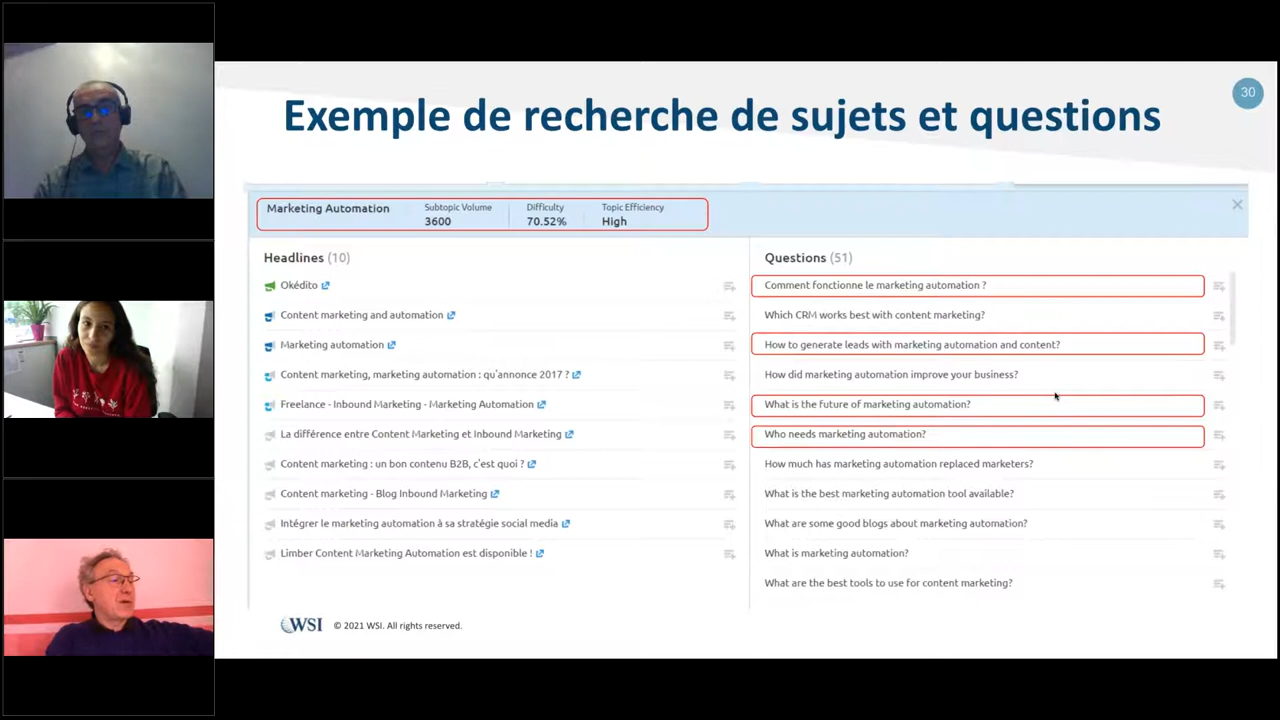 Exemple de recherche de sujets et questions
30
Marketing Automation
Subtopic Volume
3600
Difficulty
70.52%
Topic Efficiency
High
Headlines (10)
Okédito
Content marketing and automation
Marketing automation
Content marketing, marketing automation : qu'annonce 2017 ?
Freelance - Inbound Marketing - Marketing Automation
La différence entre Content Marketing et Inbound Marketing
Content marketing : un bon contenu B2B, c'est quoi ?
Content marketing - Blog Inbound Marketing
Intégrer le marketing automation à sa stratégie social media
Limber Content Marketing Automation est disponible !
Questions (51)
Comment fonctionne le marketing automation ?
Which CRM works best with content marketing?
How to generate leads with marketing automation and content?
How did marketing automation improve your business?
What is the future of marketing automation?
Who needs marketing automation?
How much has marketing automation replaced marketers?
What is the best marketing automation tool available?
What are some good blogs about marketing automation?
What is marketing automation?
What are the best tools to use for content marketing?
WSI
© 2021 WSI. All rights reserved.